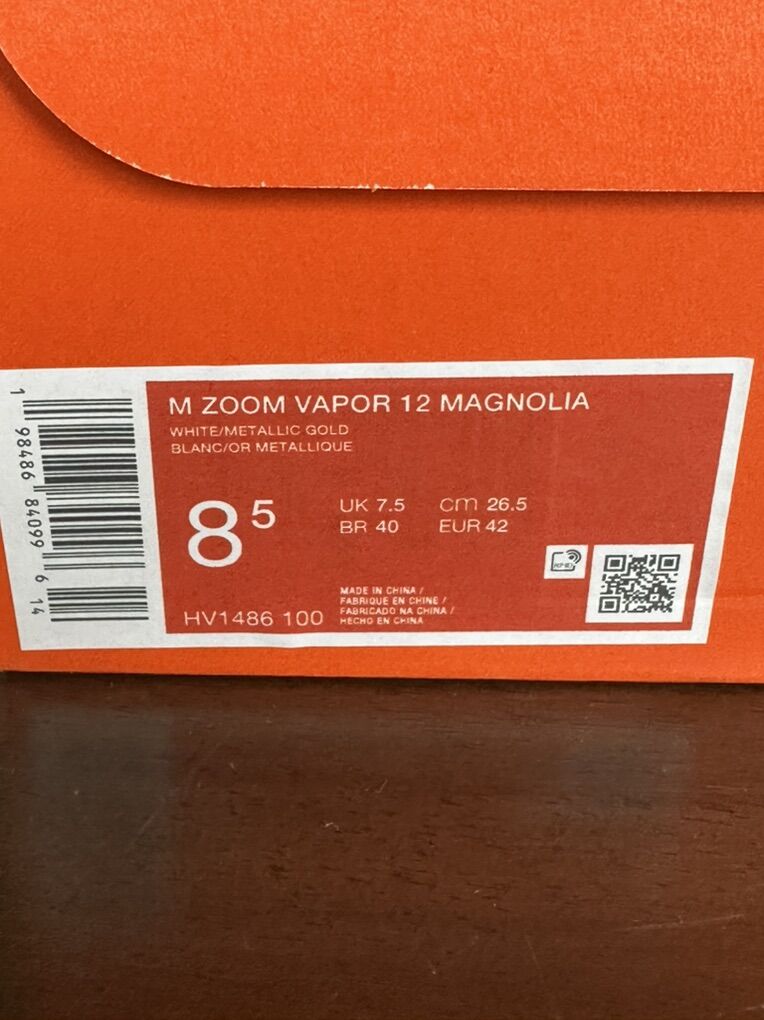 M ZOOM VAPOR 12 MAGNOLIA
WHITE/METALLIC GOLD
BLANC/OR METALLIQUE
8 5
UK 7.5 cm 26.5
BR 40 EUR 42
HV1486 100
MADE IN CHINA /
FABRIQUE EN CHINE /
FABRICADO NA CHINA /
HECHO EN CHINA
1 98486 84099 6 14